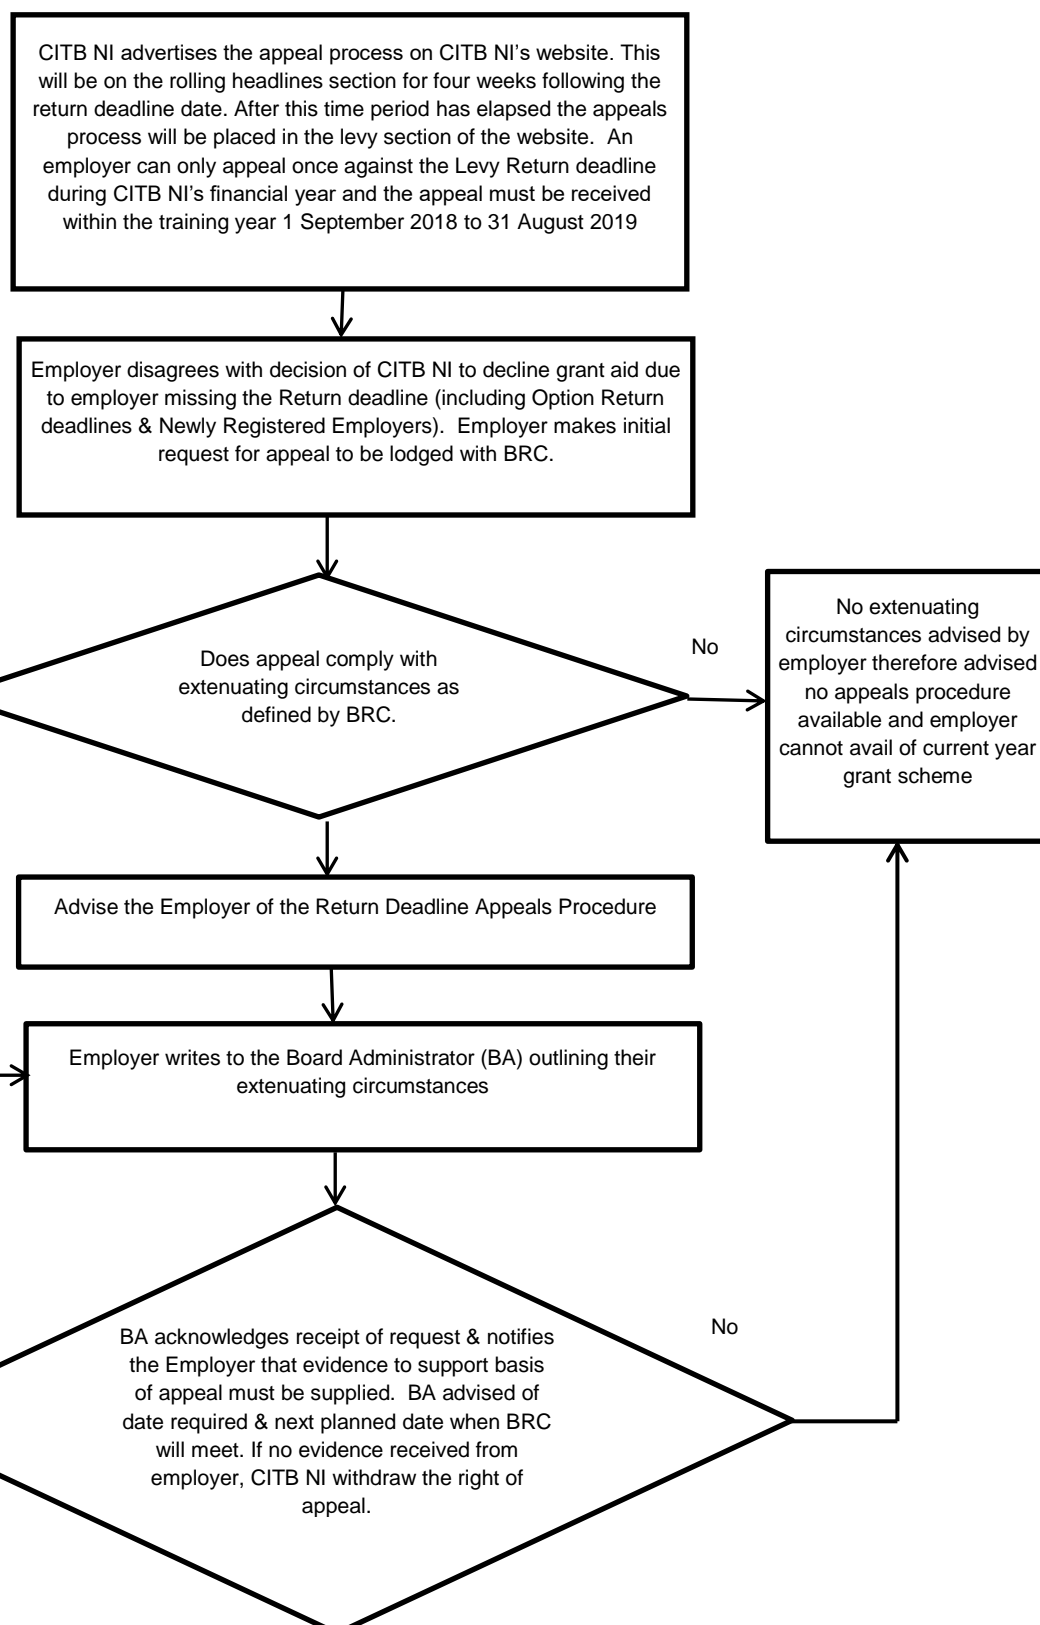 CITB NI advertises the appeal process on CITB NI’s website. This
will be on the rolling headlines section for four weeks following the
return deadline date. After this time period has elapsed the appeals
process will be placed in the levy section of the website.  An
employer can only appeal once against the Levy Return deadline
during CITB NI’s financial year and the appeal must be received
within the training year 1 September 2018 to 31 August 2019
Employer disagrees with decision of CITB NI to decline grant aid due
to employer missing the Return deadline (including Option Return
deadlines & Newly Registered Employers).  Employer makes initial
request for appeal to be lodged with BRC.
Does appeal comply with
extenuating circumstances as
defined by BRC.
No
No extenuating
circumstances advised by
employer therefore advised
no appeals procedure
available and employer
cannot avail of current year
grant scheme
Advise the Employer of the Return Deadline Appeals Procedure
Employer writes to the Board Administrator (BA) outlining their
extenuating circumstances
BA acknowledges receipt of request & notifies
the Employer that evidence to support basis
of appeal must be supplied.  BA advised of
date required & next planned date when BRC
will meet. If no evidence received from
employer, CITB NI withdraw the right of
appeal.
No